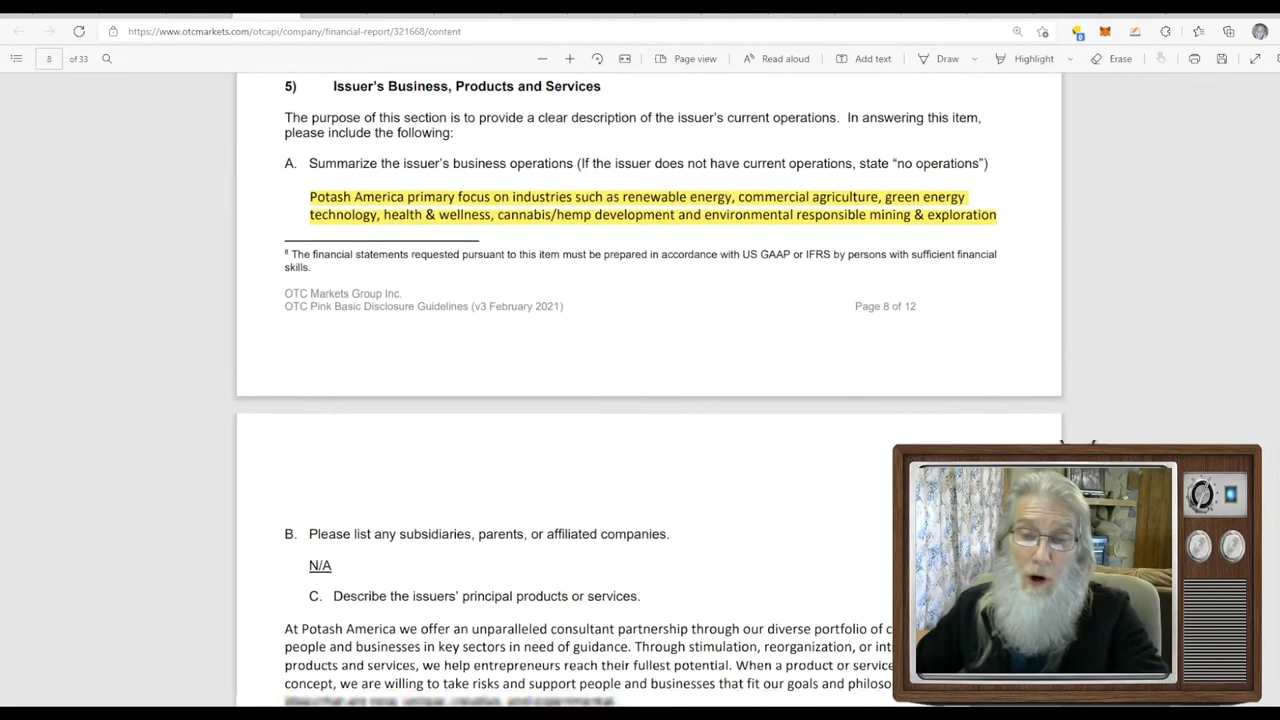 https://www.otcmarkets.com/otcapi/company/financial-report/321668/content
8 of 33
Page view
Read aloud
Add text
Draw
Highlight
Erase
5) Issuer's Business, Products and Services
The purpose of this section is to provide a clear description of the issuer's current operations. In answering this item,
please include the following:
A. Summarize the issuer's business operations (If the issuer does not have current operations, state “no operations”)
Potash America primary focus on industries such as renewable energy, commercial agriculture, green energy
technology, health & wellness, cannabis/hemp development and environmental responsible mining & exploration
8 The financial statements requested pursuant to this item must be prepared in accordance with US GAAP or IFRS by persons with sufficient financial
skills.
OTC Markets Group Inc.
OTC Pink Basic Disclosure Guidelines (v3 February 2021) Page 8 of 12
B. Please list any subsidiaries, parents, or affiliated companies.
N/A
C. Describe the issuers' principal products or services.
At Potash America we offer an unparalleled consultant partnership through our diverse portfolio of
people and businesses in key sectors in need of guidance. Through stimulation, reorganization, or
products and services, we help entrepreneurs reach their fullest potential. When a product or
concept, we are willing to take risks and support people and businesses that fit our goals and